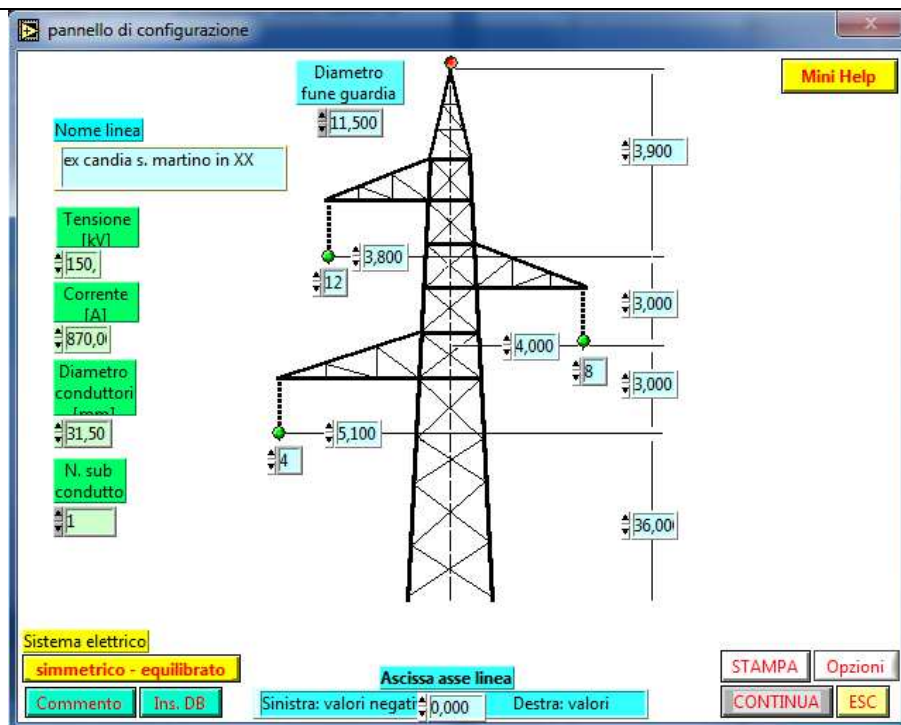 pannello di configurazione
Diametro
fune guardia
11,500
Mini Help
Nome linea
ex candia s. martino in XX
3,900
Tensione
[kV]
150,
3,800
12
Corrente
[A]
870,0
3,000
4,000
8
Diametro
conduttori
[mm]
31,50
3,000
5,100
4
N. sub
condutto
1
36,00
Sistema elettrico
simmetrico - equilibrato
Commento
Ins. DB
Ascissa asse linea
Sinistra: valori negati
0,000
Destra: valori
STAMPA
Opzioni
CONTINUA
ESC